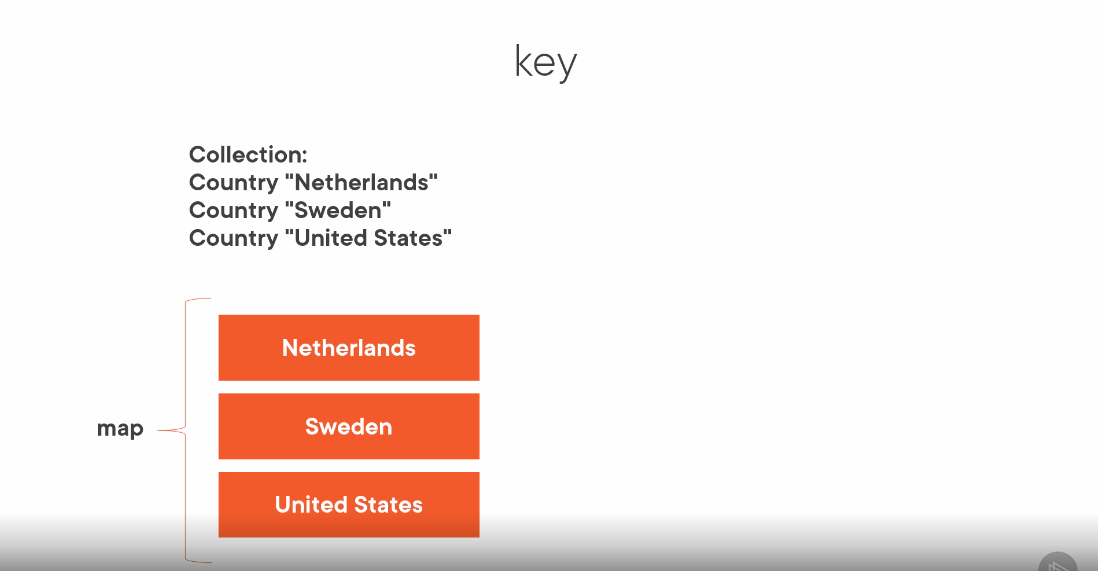 key
Collection:
Country "Netherlands"
Country "Sweden"
Country "United States"
Netherlands
map
Sweden
United States